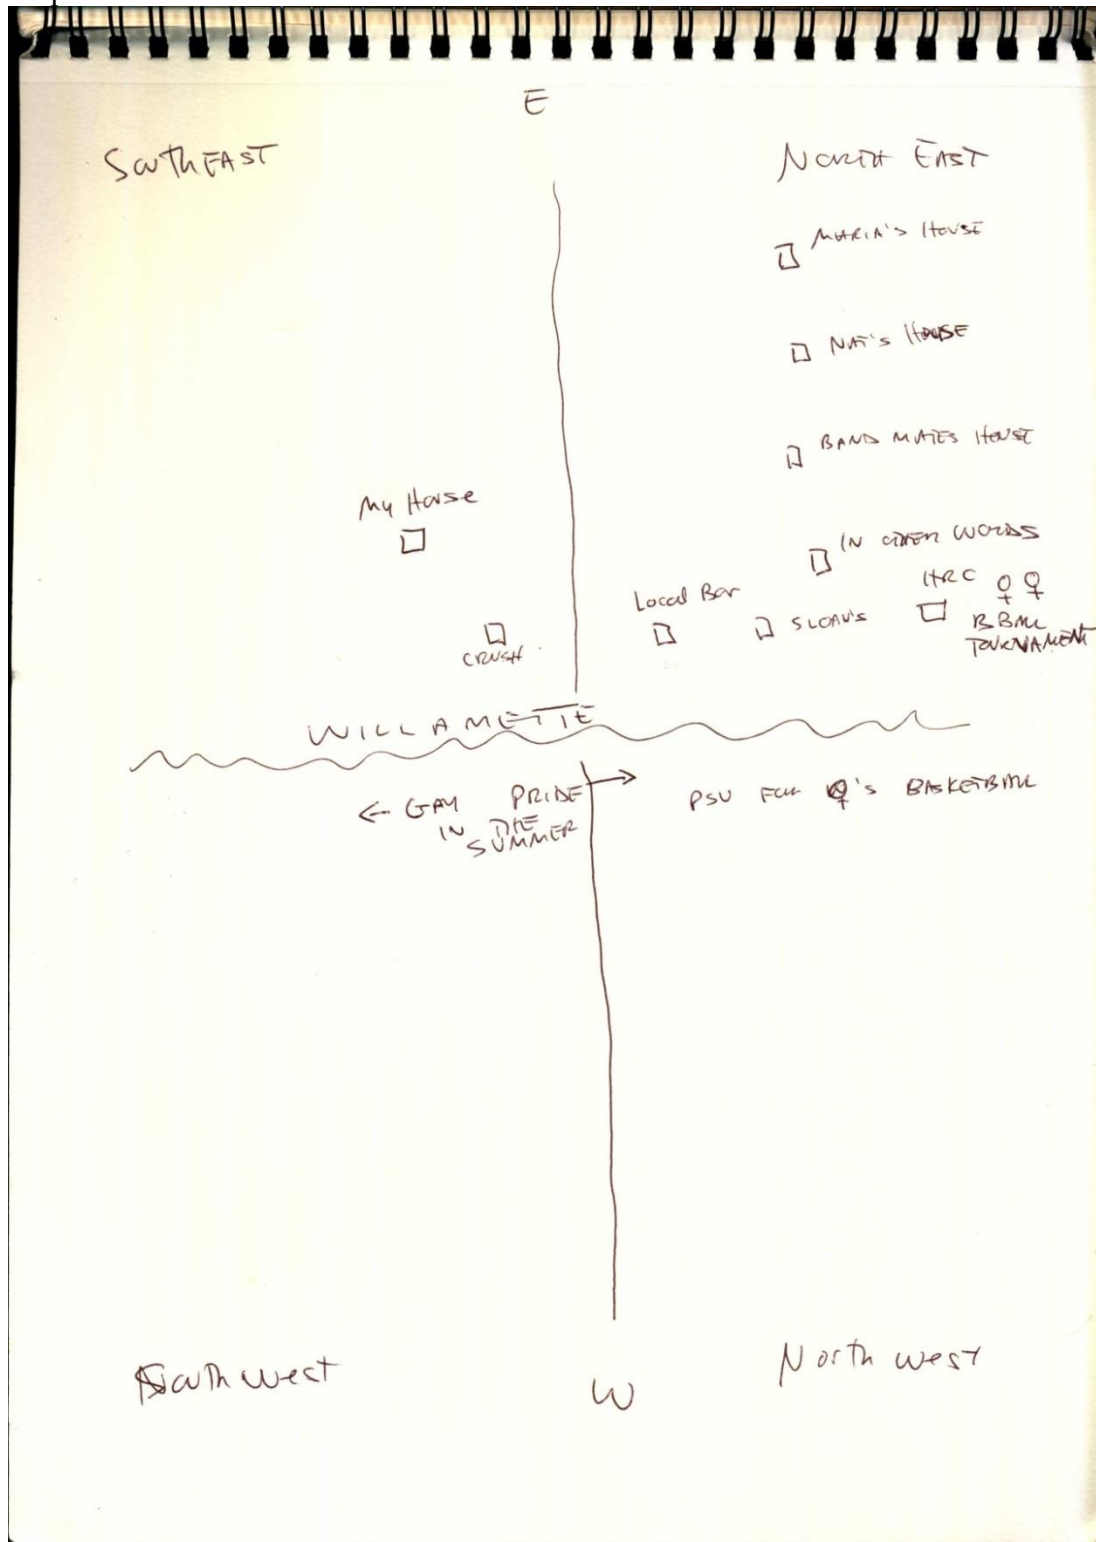 E
SouthEAST
NORTH EAST
MARIA'S HOUSE
NAT'S HOUSE
BAND MATES HOUSE
My House
IN OTHER WORDS
HRC ♀♀
Local Bar
SLOAN'S
BBALL
TOURNAMENT
CRUSH
WILLAMETTE
← GAY PRIDE
IN THE
SUMMER
→
PSU FOR ♀'s BASKETBALL
Southwest
North west
W